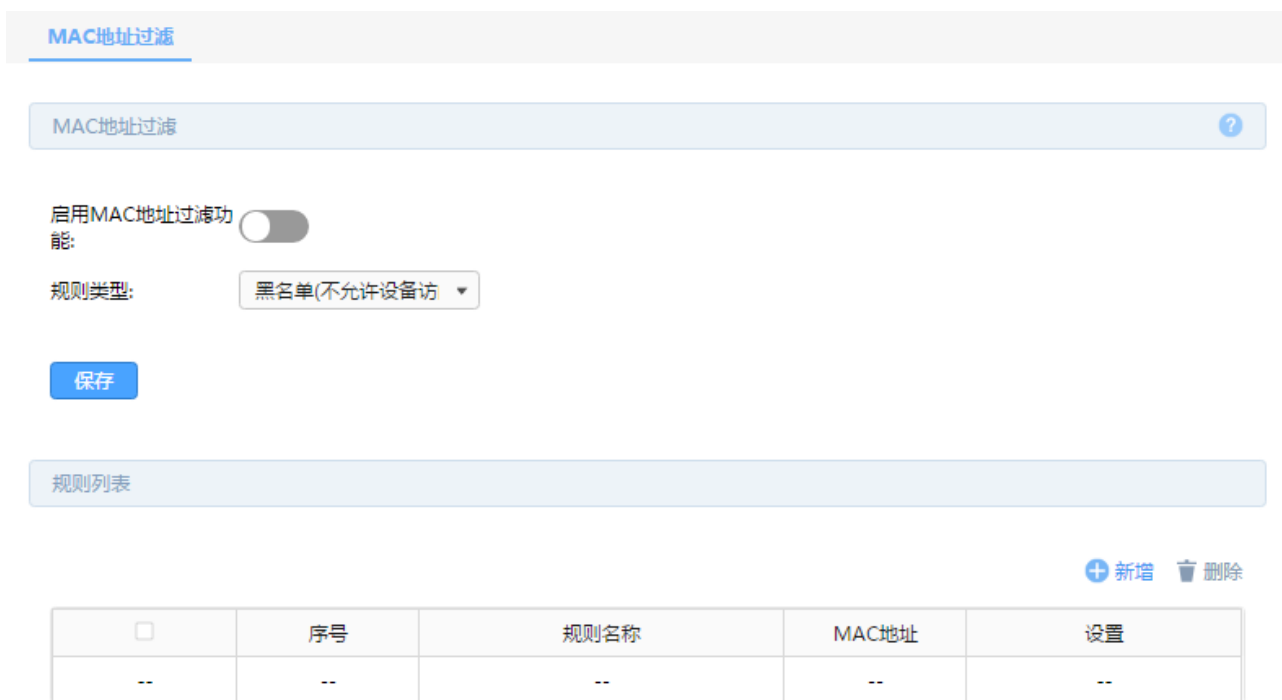 MAC地址过滤
MAC地址过滤
?
启用MAC地址过滤功
能:
规则类型:
黑名单(不允许设备访
保存
规则列表
新增 删除
序号 规则名称 MAC地址 设置
-- -- -- -- --